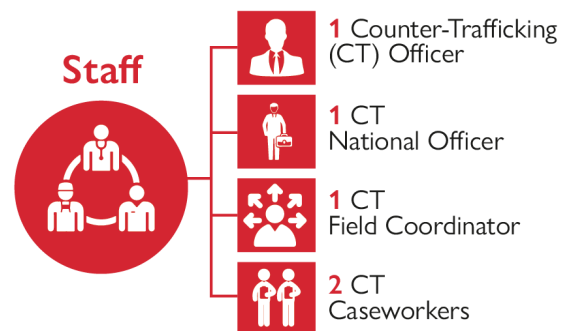 Staff
1 Counter-Trafficking
(CT) Officer
1 CT
National Officer
1 CT
Field Coordinator
2 CT
Caseworkers